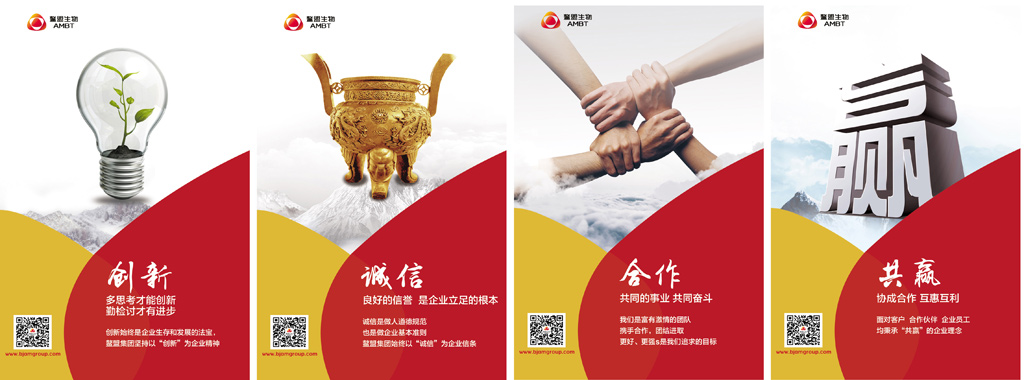 鳌盟生物
AMBT
创新
多思考才能创新
勤检讨才有进步
创新始终是企业生存和发展的法宝,
鳌盟集团坚持以“创新”为企业精神
www.bjamgroup.com
鳌盟生物
AMBT
诚信
良好的信誉 是企业立足的根本
诚信是做人道德规范
也是做企业基本准则
鳌盟集团始终以“诚信”为企业信条
www.bjamgroup.com
鳌盟生物
AMBT
合作
共同的事业 共同奋斗
我们是富有激情的团队
携手合作，团结进取
更好、更强s是我们追求的目标
www.bjamgroup.com
鳌盟生物
AMBT
赢
共赢
协成合作 互惠互利
面对客户 合作伙伴 企业员工
均秉承“共赢”的企业理念
www.bjamgroup.com